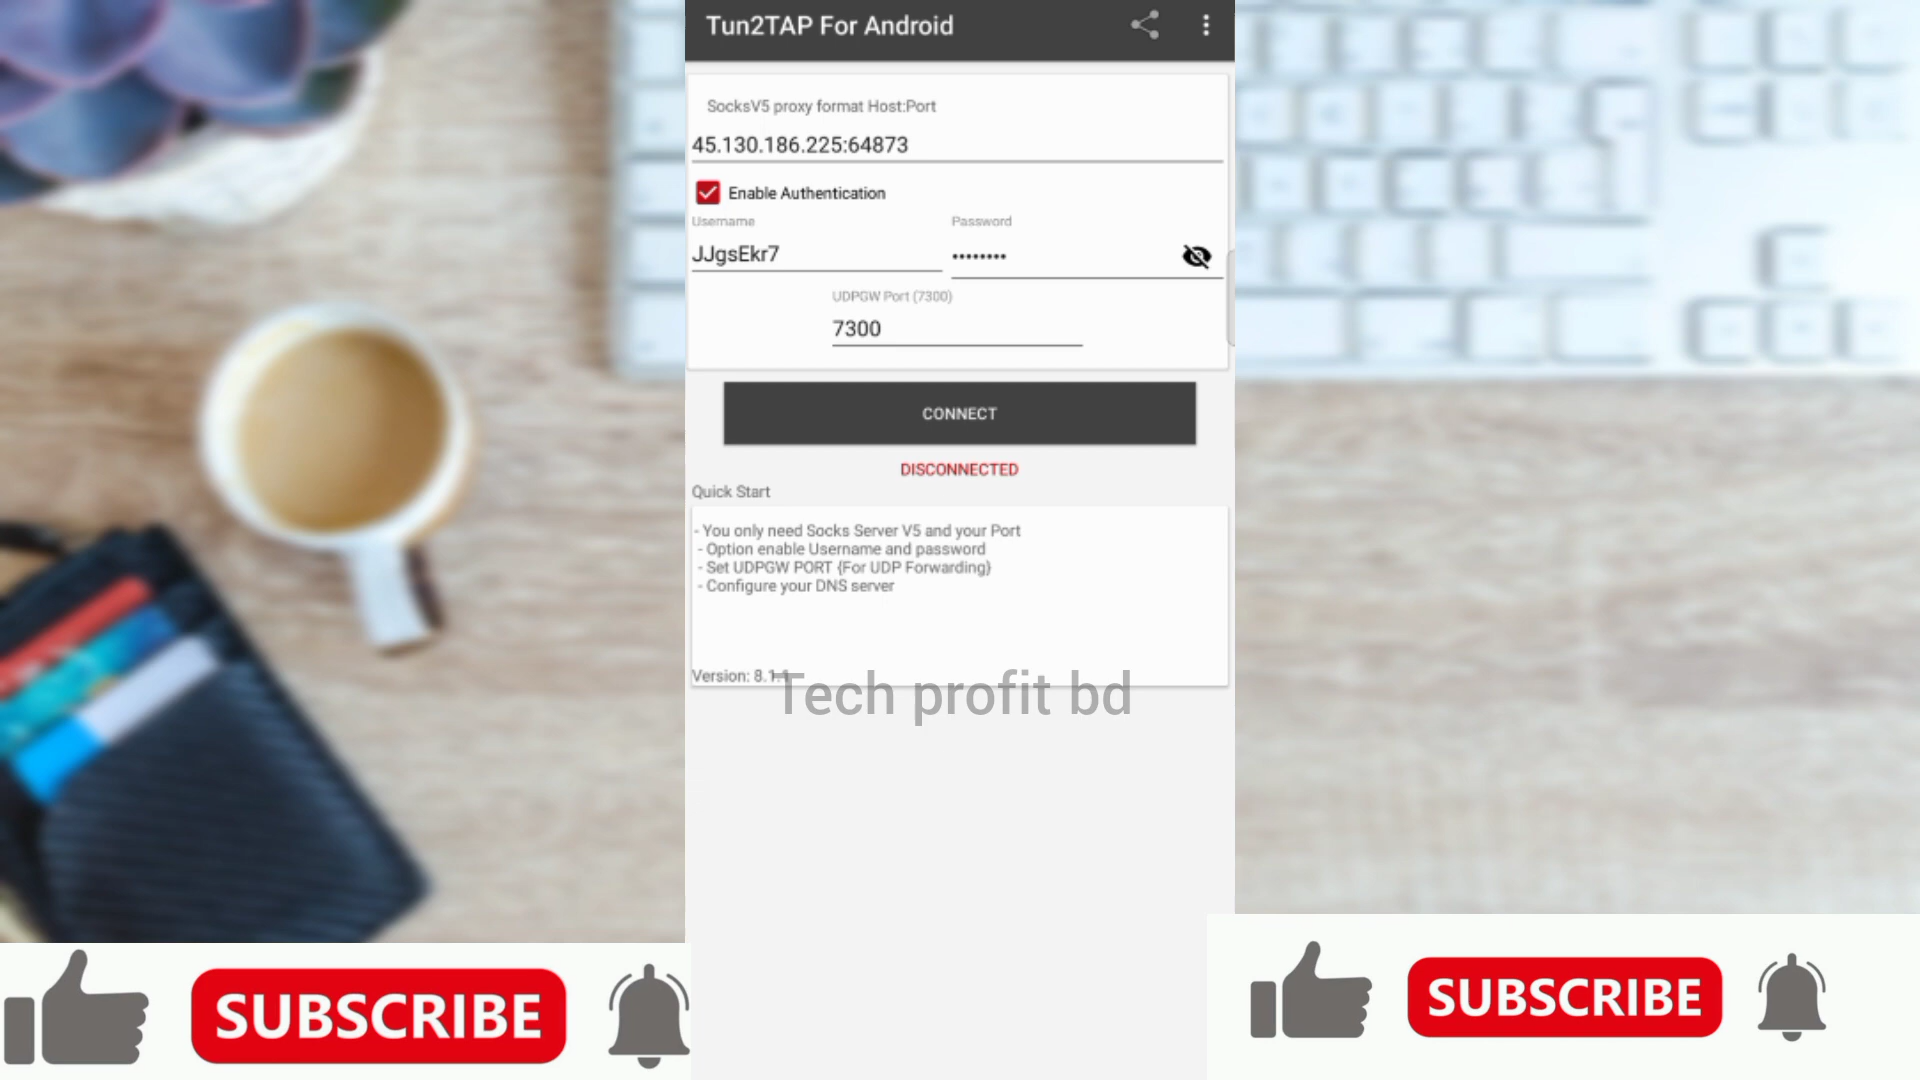 Tun2TAP For Android
SocksV5 proxy format Host:Port
45.130.186.225:64873
Enable Authentication
Username
Password
JJgsEkr7
••••••••
UDPGW Port (7300)
7300
CONNECT
DISCONNECTED
Quick Start
- You only need Socks Server V5 and your Port
- Option enable Username and password
- Set UDPGW PORT {For UDP Forwarding}
- Configure your DNS server
Version: 8.1.1
Tech profit bd
SUBSCRIBE
SUBSCRIBE